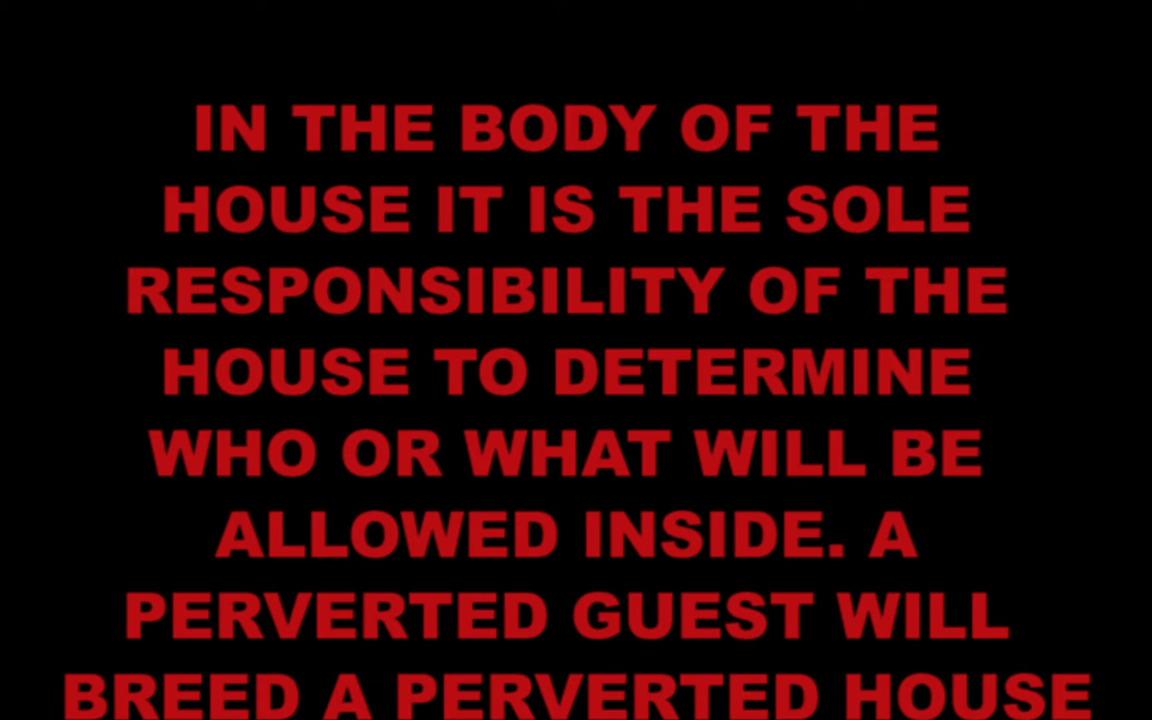 IN THE BODY OF THE
HOUSE IT IS THE SOLE
RESPONSIBILITY OF THE
HOUSE TO DETERMINE
WHO OR WHAT WILL BE
ALLOWED INSIDE. A
PERVERTED GUEST WILL
BREED A PERVERTED HOUSE